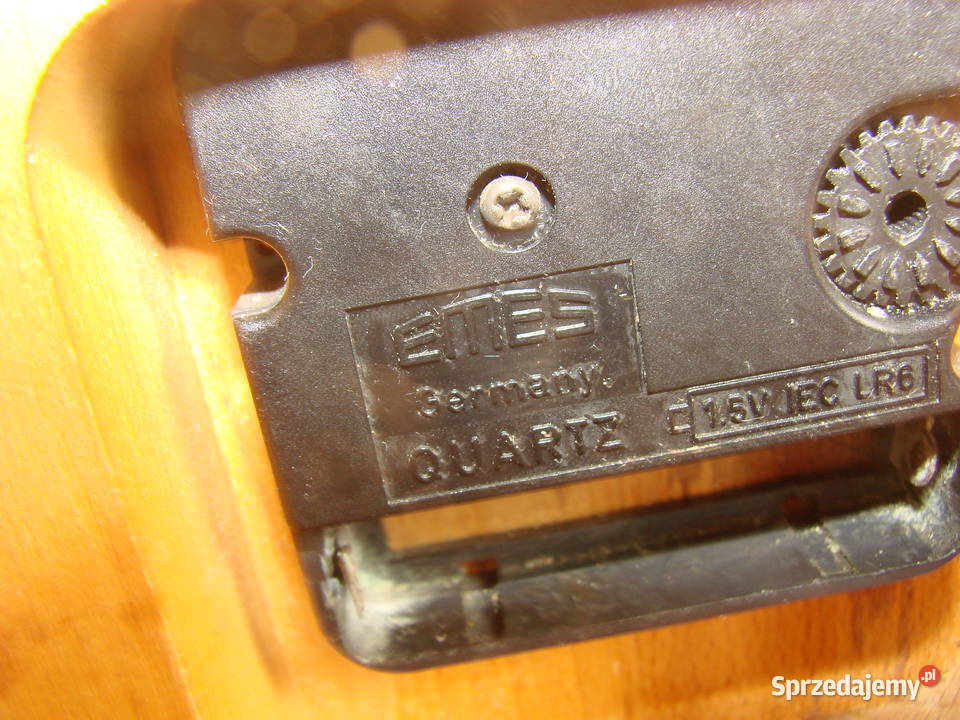 EMES
Germany.
QUARTZ
1.5V IEC LR6
Sprzedajemy.pl